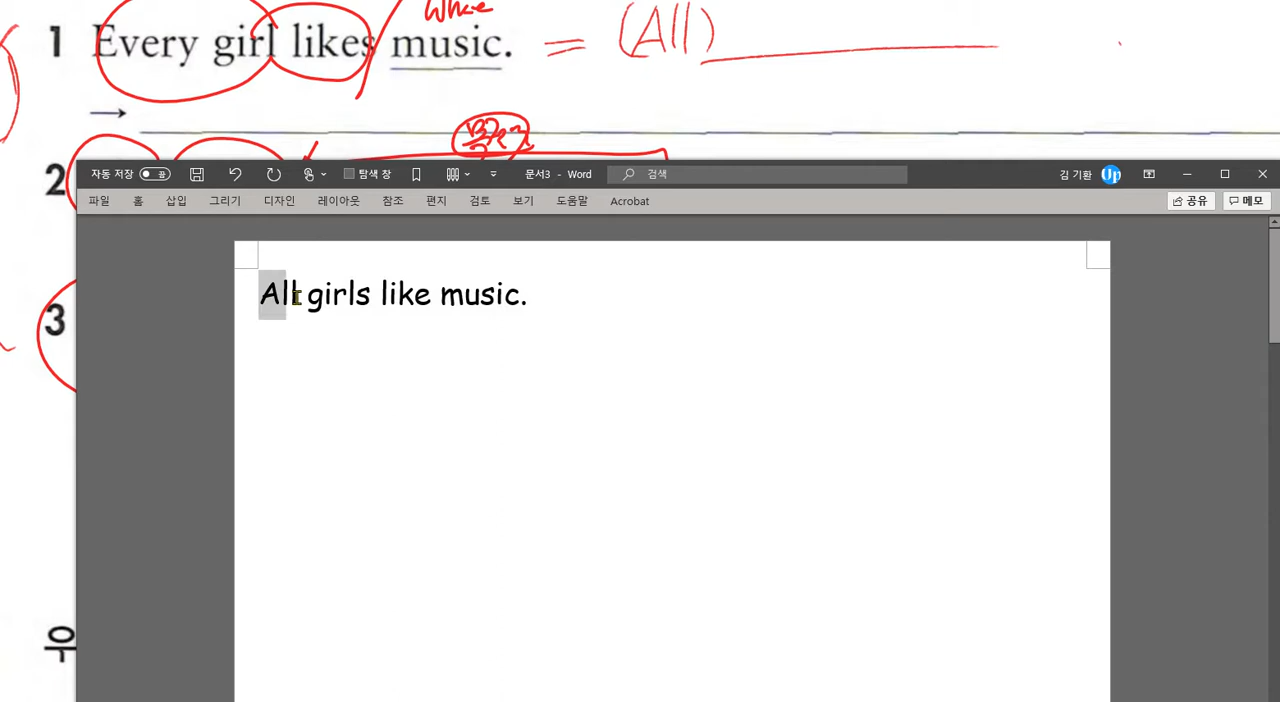 What
1 Every girl likes music. = (All)
→
2
자동 저장 끔 탐색 창 문서3 - Word 검색 김 기환 Up
파일 홈 삽입 그리기 디자인 레이아웃 참조 편지 검토 보기 도움말 Acrobat 공유 메모
All girls like music.
3
우